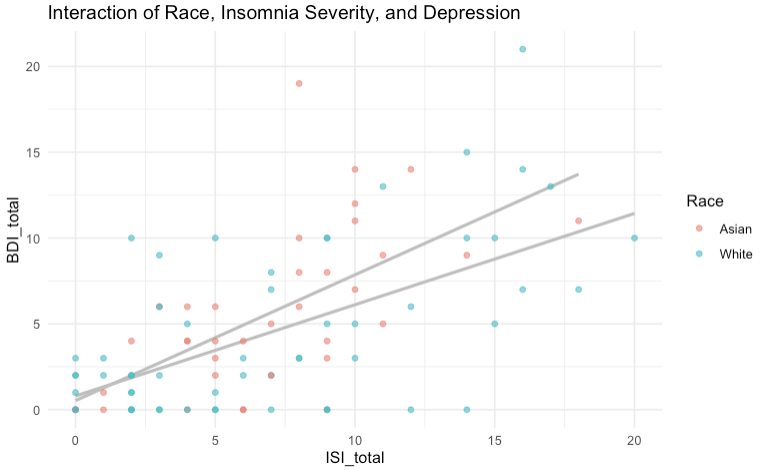 Interaction of Race, Insomnia Severity, and Depression
20
15
10
5
0
BDI_total
0 5 10 15 20
ISI_total
Race
Asian
White